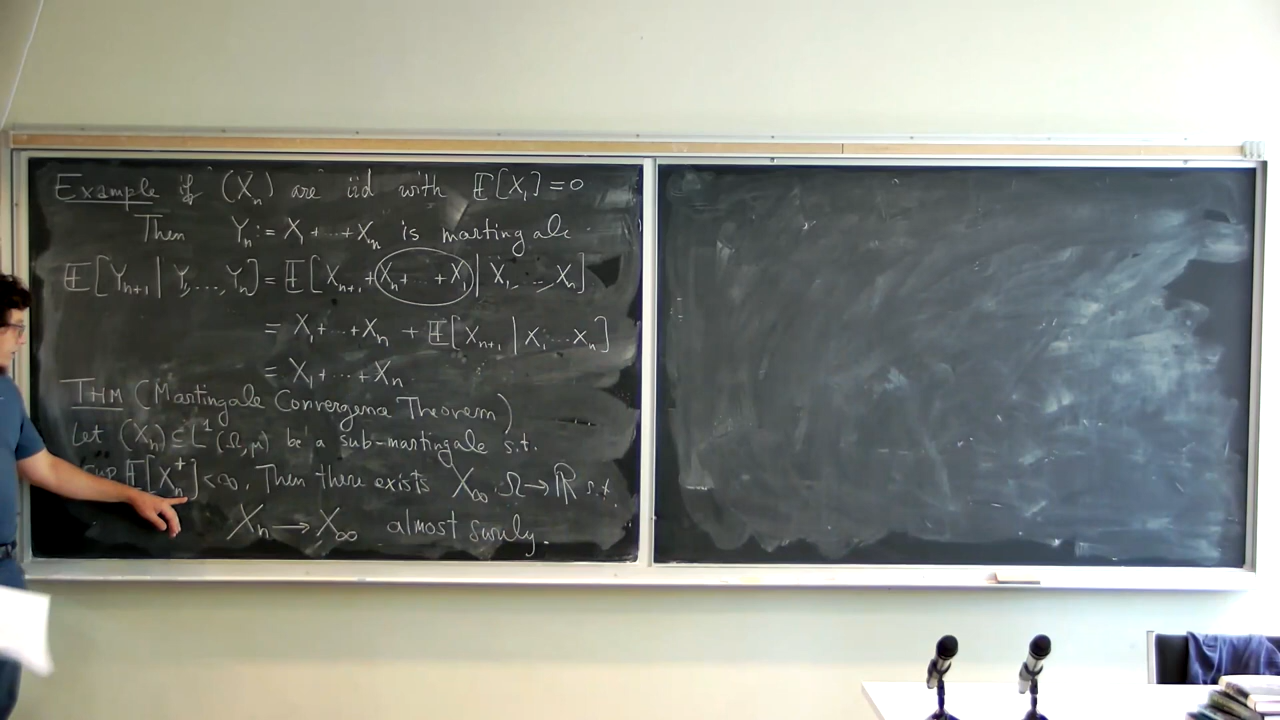 Example if (Xₙ) are iid with 𝔼[X₁] = 0
Then Yₙ := X₁ + ... + Xₙ is martingale.
𝔼[Yₙ₊₁ | Y₁, ..., Yₙ] = 𝔼[Xₙ₊₁ + Xₙ + ... + X₁ | X₁, ..., Xₙ]
= X₁ + ... + Xₙ + 𝔼[Xₙ₊₁ | X₁ ... Xₙ]
= X₁ + ... + Xₙ
THM (Martingale Convergence Theorem)
Let (Xₙ) ⊆ L¹(Ω, μ) be a sub-martingale s.t.
sup 𝔼[Xₙ⁺] < ∞. Then there exists X∞: Ω → ℝ s.t.
Xₙ → X∞ almost surely.